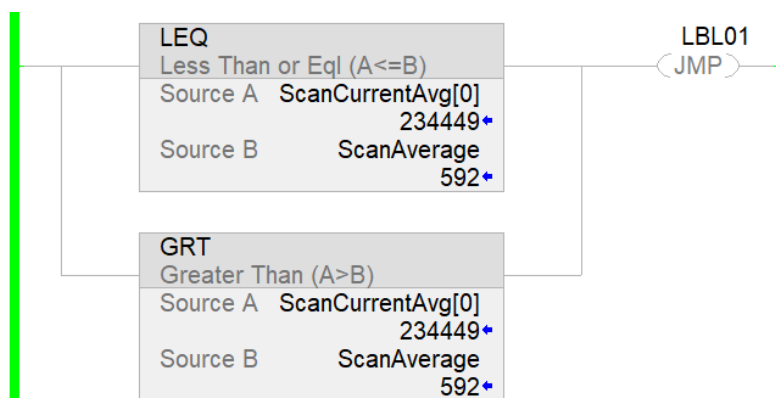 LEQ
Less Than or Eql (A<=B)
Source A ScanCurrentAvg[0]
234449
Source B ScanAverage
592
LBL01
JMP
GRT
Greater Than (A>B)
Source A ScanCurrentAvg[0]
234449
Source B ScanAverage
592